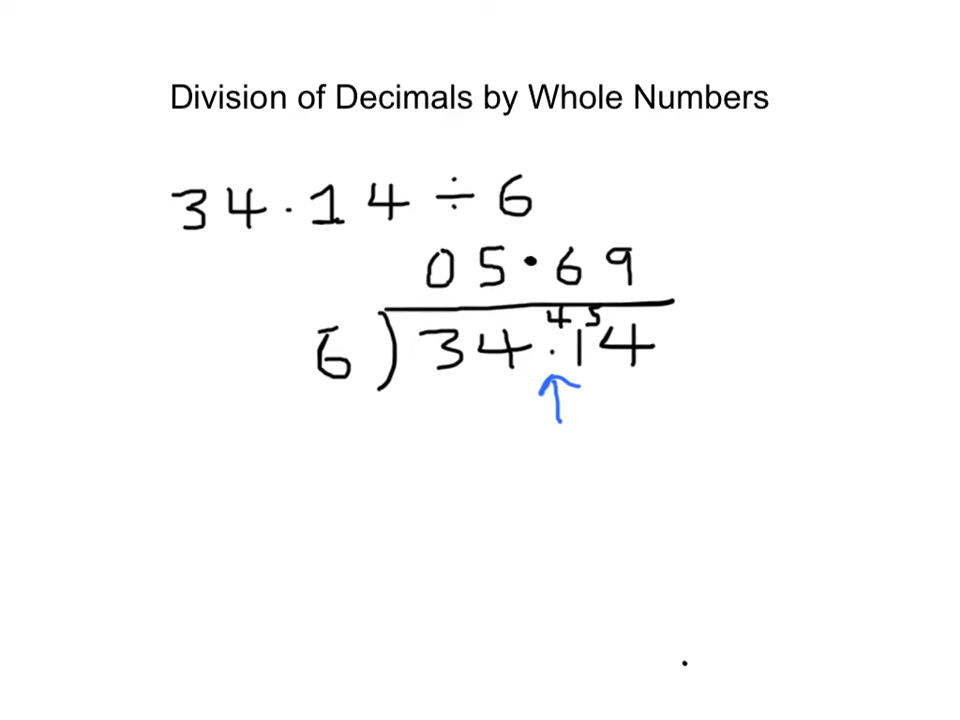 Division of Decimals by Whole Numbers
34.14 ÷ 6
05.69
6)34.⁴1⁵4